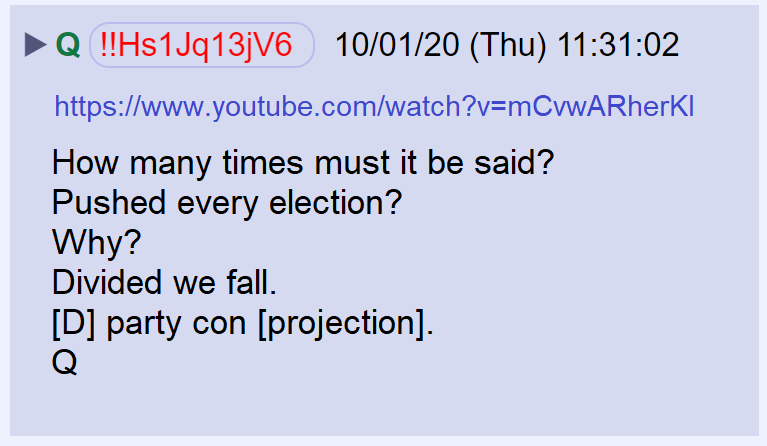 Q !!Hs1Jq13jV6 10/01/20 (Thu) 11:31:02
https://www.youtube.com/watch?v=mCvwARherKI
How many times must it be said?
Pushed every election?
Why?
Divided we fall.
[D] party con [projection].
Q